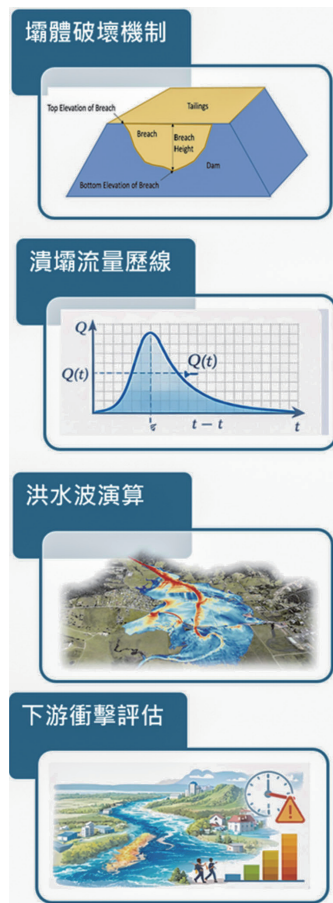 壩體破壞機制
Top Elevation of Breach
Tailings
Breach
Breach
Height
Dam
Bottom Elevation of Breach
潰壩流量歷線
Q
Q(t)
Q(t)
t – t
t
洪水波演算
下游衝擊評估